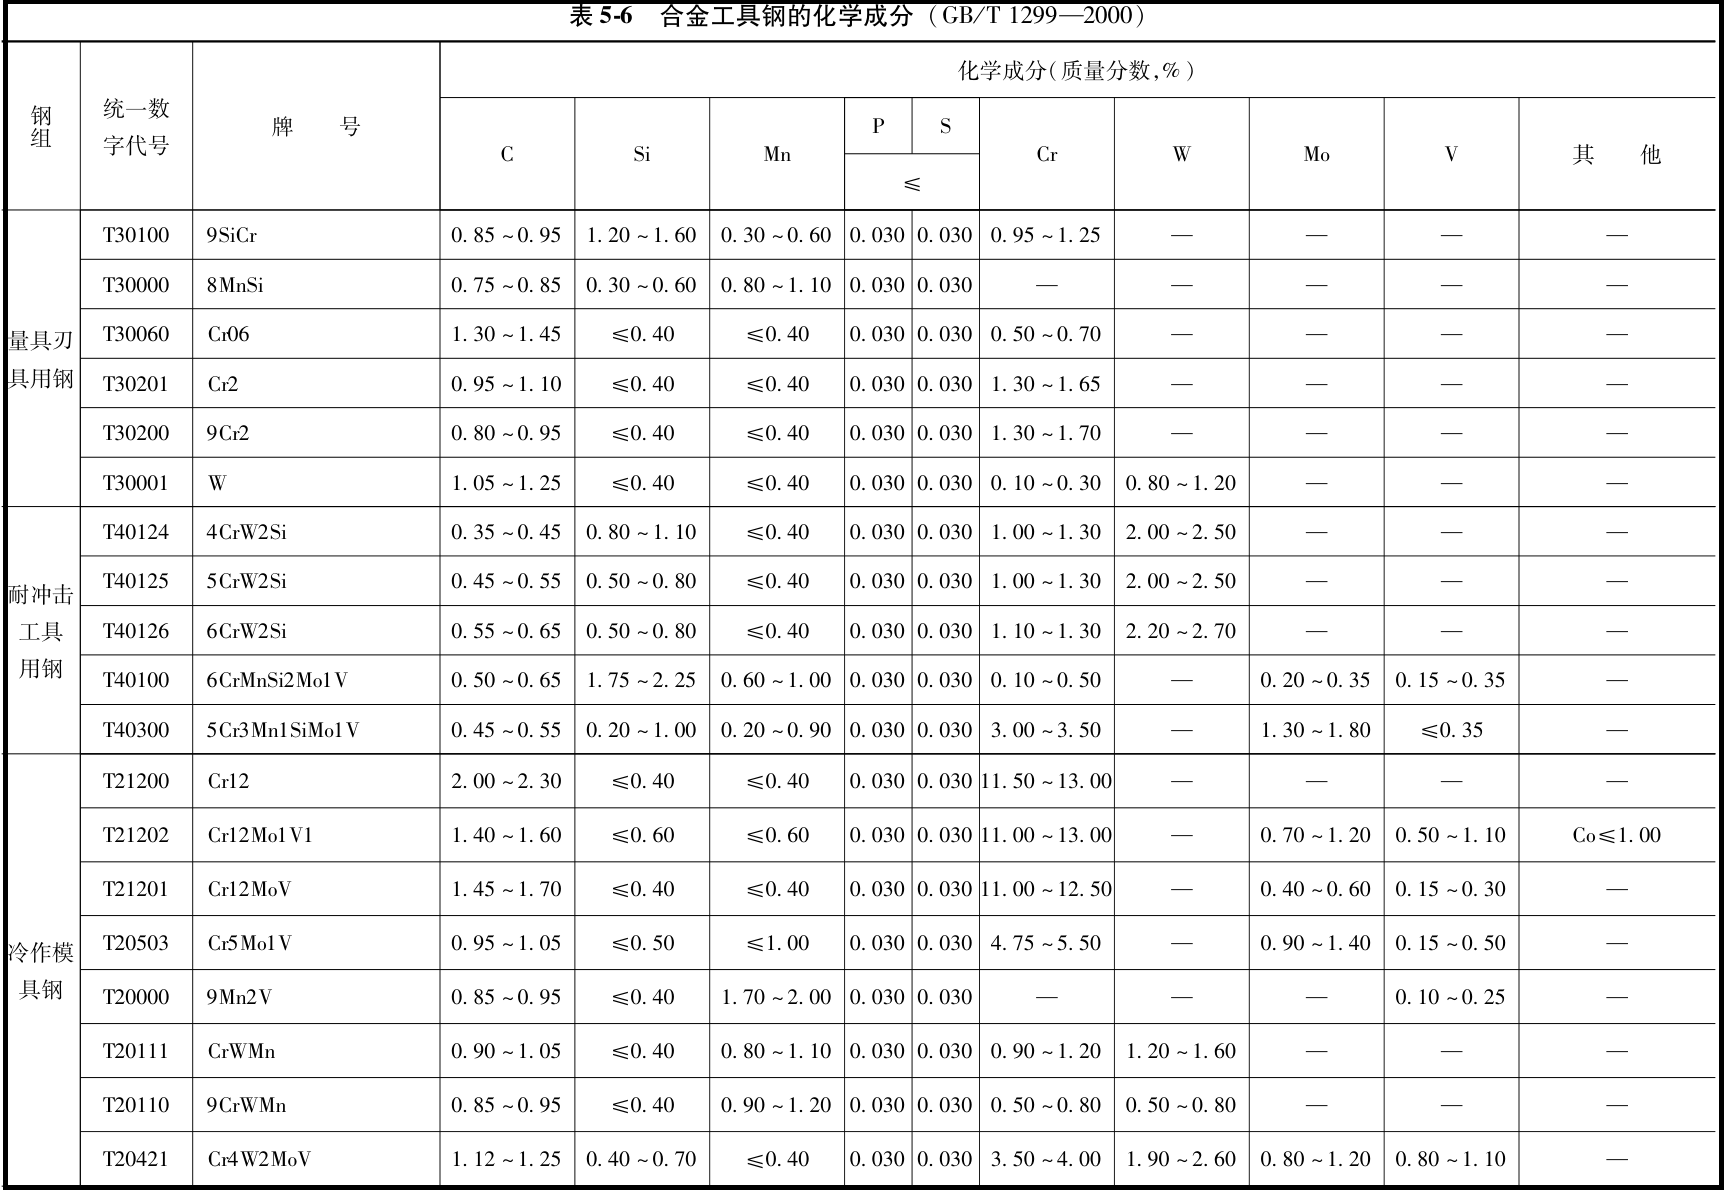 表 5-6 合金工具钢的化学成分（GB/T 1299—2000）
钢组 统一数字代号 牌 号 化学成分（质量分数，%）
C Si Mn P S Cr W Mo V 其 他
≤
量具刃具用钢
T30100 9SiCr 0.85~0.95 1.20~1.60 0.30~0.60 0.030 0.030 0.95~1.25 — — — —
T30000 8MnSi 0.75~0.85 0.30~0.60 0.80~1.10 0.030 0.030 — — — — —
T30060 Cr06 1.30~1.45 ≤0.40 ≤0.40 0.030 0.030 0.50~0.70 — — — —
T30201 Cr2 0.95~1.10 ≤0.40 ≤0.40 0.030 0.030 1.30~1.65 — — — —
T30200 9Cr2 0.80~0.95 ≤0.40 ≤0.40 0.030 0.030 1.30~1.70 — — — —
T30001 W 1.05~1.25 ≤0.40 ≤0.40 0.030 0.030 0.10~0.30 0.80~1.20 — — —
耐冲击工具用钢
T40124 4CrW2Si 0.35~0.45 0.80~1.10 ≤0.40 0.030 0.030 1.00~1.30 2.00~2.50 — — —
T40125 5CrW2Si 0.45~0.55 0.50~0.80 ≤0.40 0.030 0.030 1.00~1.30 2.00~2.50 — — —
T40126 6CrW2Si 0.55~0.65 0.50~0.80 ≤0.40 0.030 0.030 1.10~1.30 2.20~2.70 — — —
T40100 6CrMnSi2Mo1V 0.50~0.65 1.75~2.25 0.60~1.00 0.030 0.030 0.10~0.50 — 0.20~0.35 0.15~0.35 —
T40300 5Cr3Mn1SiMo1V 0.45~0.55 0.20~1.00 0.20~0.90 0.030 0.030 3.00~3.50 — 1.30~1.80 ≤0.35 —
冷作模具钢
T21200 Cr12 2.00~2.30 ≤0.40 ≤0.40 0.030 0.030 11.50~13.00 — — — —
T21202 Cr12Mo1V1 1.40~1.60 ≤0.60 ≤0.60 0.030 0.030 11.00~13.00 — 0.70~1.20 0.50~1.10 Co≤1.00
T21201 Cr12MoV 1.45~1.70 ≤0.40 ≤0.40 0.030 0.030 11.00~12.50 — 0.40~0.60 0.15~0.30 —
T20503 Cr5Mo1V 0.95~1.05 ≤0.50 ≤1.00 0.030 0.030 4.75~5.50 — 0.90~1.40 0.15~0.50 —
T20000 9Mn2V 0.85~0.95 ≤0.40 1.70~2.00 0.030 0.030 — — — 0.10~0.25 —
T20111 CrWMn 0.90~1.05 ≤0.40 0.80~1.10 0.030 0.030 0.90~1.20 1.20~1.60 — — —
T20110 9CrWMn 0.85~0.95 ≤0.40 0.90~1.20 0.030 0.030 0.50~0.80 0.50~0.80 — — —
T20421 Cr4W2MoV 1.12~1.25 0.40~0.70 ≤0.40 0.030 0.030 3.50~4.00 1.90~2.60 0.80~1.20 0.80~1.10 —